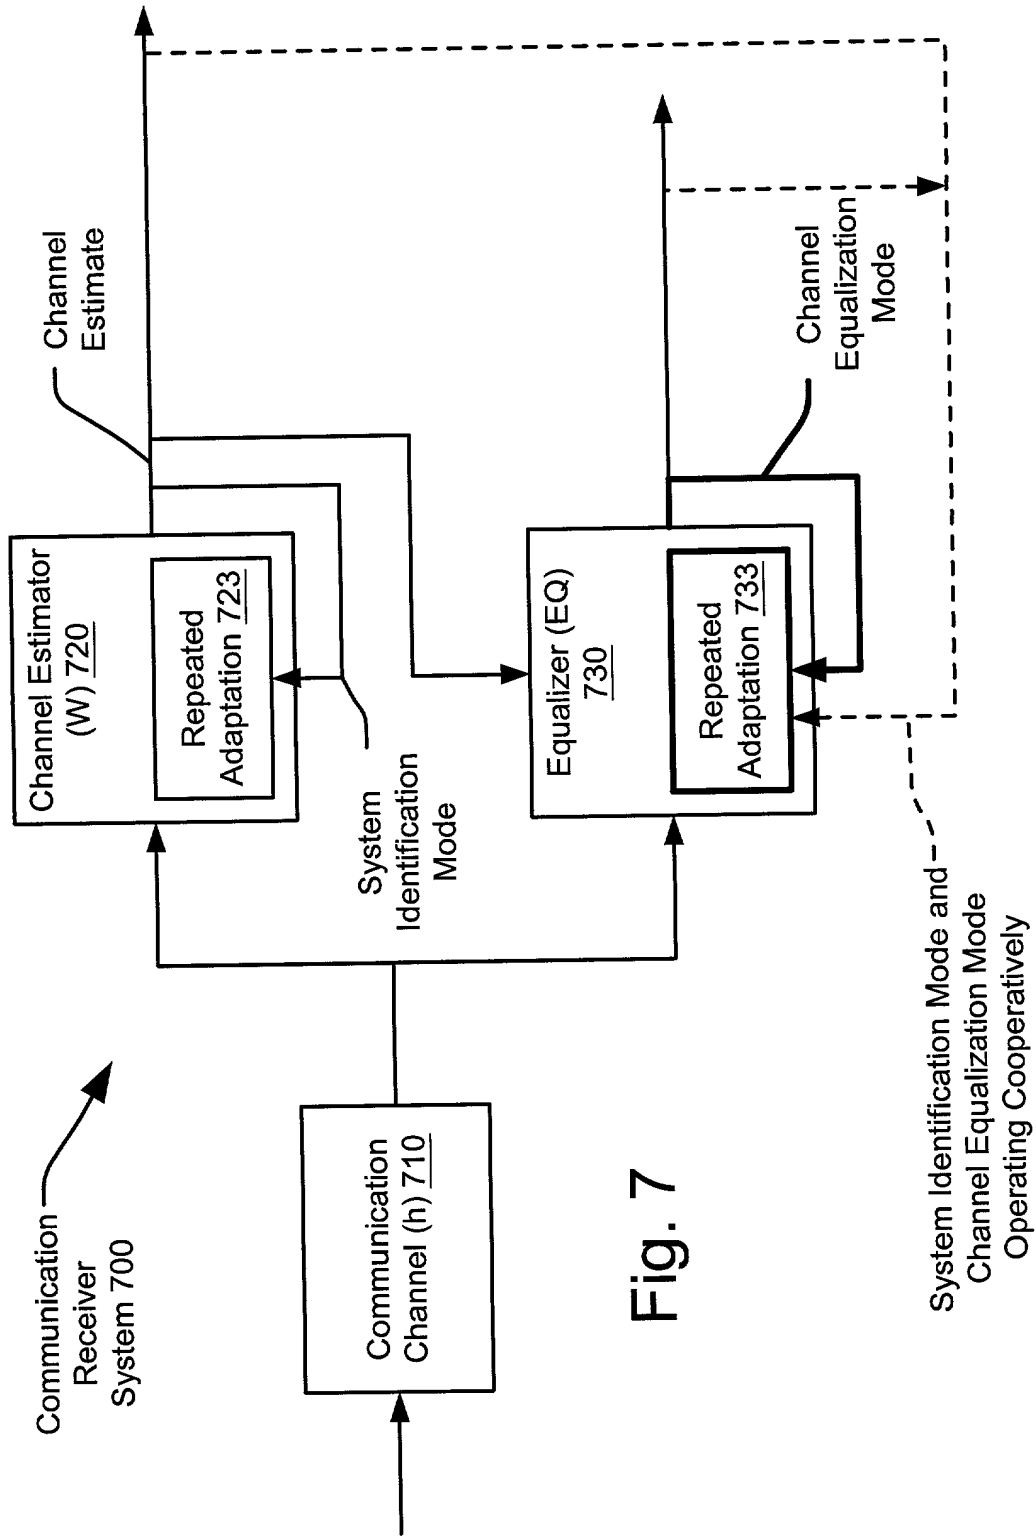 Communication
Receiver
System 700
Communication
Channel (h) 710
Channel Estimator
(W) 720
Repeated
Adaptation 723
Channel
Estimate
System
Identification
Mode
Equalizer (EQ)
730
Repeated
Adaptation 733
Channel
Equalization
Mode
System Identification Mode and
Channel Equalization Mode
Operating Cooperatively
Fig. 7